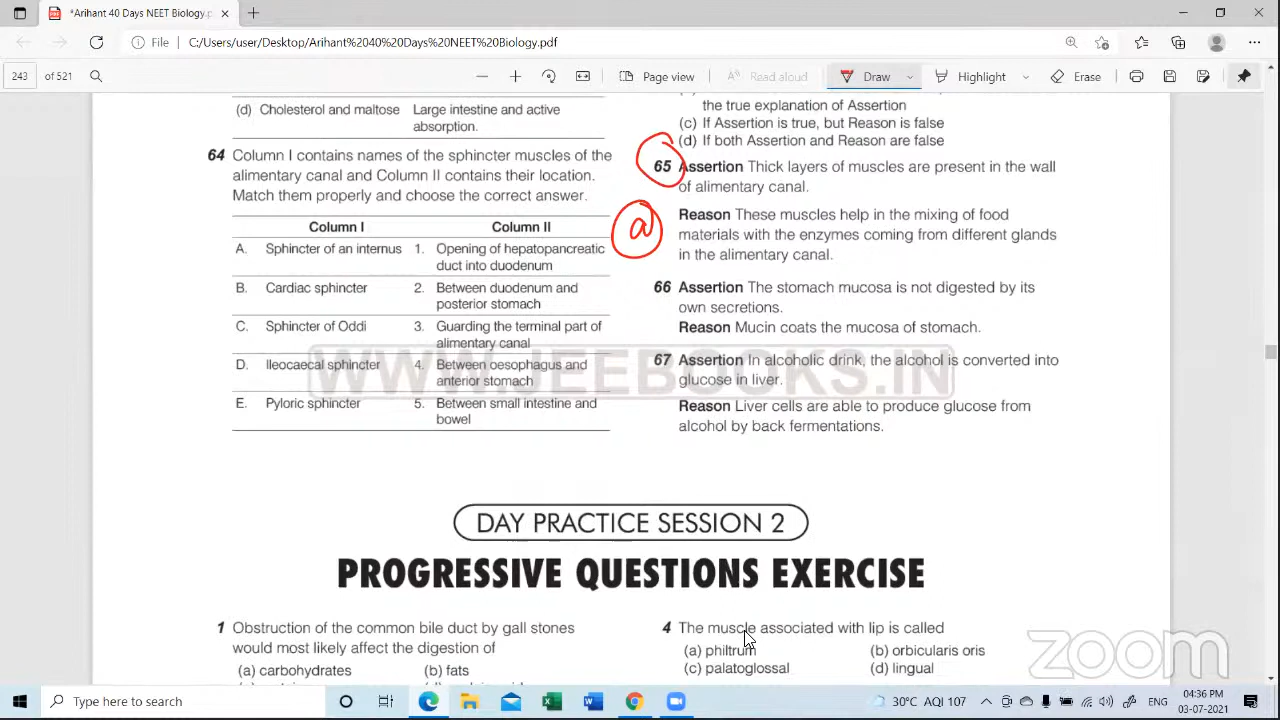 *Arihant 40 Days NEET Biology.p
File
C:/Users/user/Desktop/Arihant%2040%20Days%20NEET%20Biology.pdf
243 of 521
Page view
Read aloud
Draw
Highlight
Erase
(d) Cholesterol and maltose Large intestine and active
absorption.
64 Column I contains names of the sphincter muscles of the
alimentary canal and Column II contains their location.
Match them properly and choose the correct answer.
Column I Column II
A. Sphincter of an internus 1. Opening of hepatopancreatic
duct into duodenum
B. Cardiac sphincter 2. Between duodenum and
posterior stomach
C. Sphincter of Oddi 3. Guarding the terminal part of
alimentary canal
D. Ileocaecal sphincter 4. Between oesophagus and
anterior stomach
E. Pyloric sphincter 5. Between small intestine and
bowel
the true explanation of Assertion
(c) If Assertion is true, but Reason is false
(d) If both Assertion and Reason are false
65 Assertion Thick layers of muscles are present in the wall
of alimentary canal.
a
Reason These muscles help in the mixing of food
materials with the enzymes coming from different glands
in the alimentary canal.
66 Assertion The stomach mucosa is not digested by its
own secretions.
Reason Mucin coats the mucosa of stomach.
67 Assertion In alcoholic drink, the alcohol is converted into
glucose in liver.
Reason Liver cells are able to produce glucose from
alcohol by back fermentations.
WWW.JEEBOOKS.IN
DAY PRACTICE SESSION 2
PROGRESSIVE QUESTIONS EXERCISE
1 Obstruction of the common bile duct by gall stones
would most likely affect the digestion of
(a) carbohydrates (b) fats
4 The muscle associated with lip is called
(a) philtrum (b) orbicularis oris
(c) palatoglossal (d) lingual
zoom
Type here to search
30°C AQI 107
ENG
04:36 PM
03-07-2021